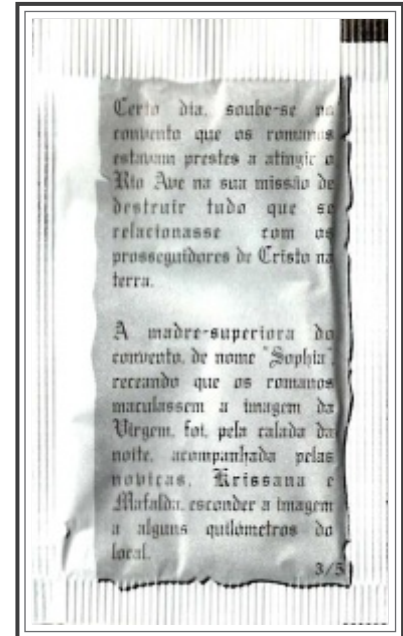 Certo dia, soube-se no
convento que os romanos
estavam prestes a atingir o
Rio Ave na sua missão de
destruir tudo que se
relacionasse com os
prosseguidores de Cristo na
terra.
A madre-superiora do
convento, de nome "Sophia",
receando que os romanos
maculassem a imagem da
Virgem, foi, pela calada da
noite, acompanhada pelas
noviças, Krissana e
Mafalda, esconder a imagem
a alguns quilómetros do
local.
3/5